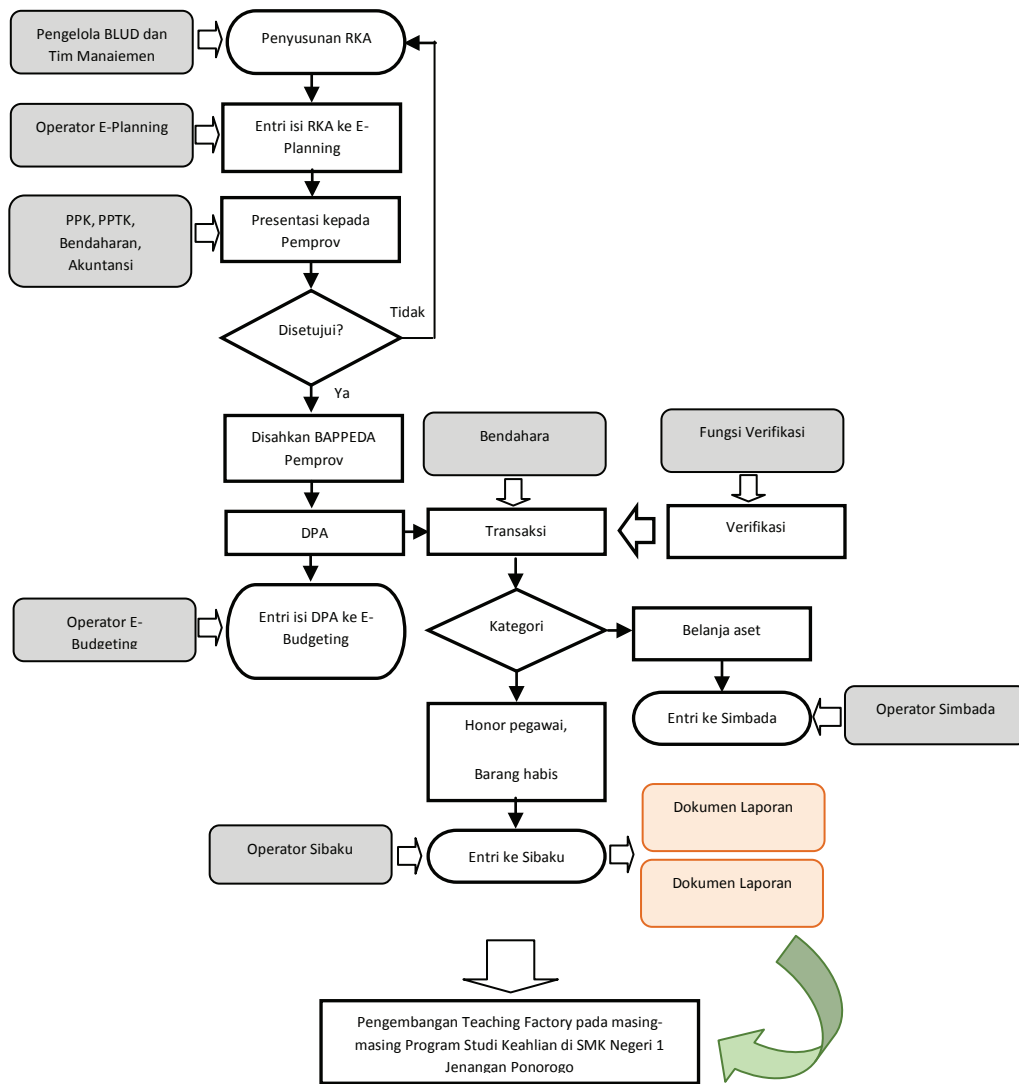 Pengelola BLUD dan
Tim Manaiemen
Penyusunan RKA
Operator E-Planning
Entri isi RKA ke E-
Planning
PPK, PPTK,
Bendaharan,
Akuntansi
Presentasi kepada
Pemprov
Disetujui?
Tidak
Ya
Disahkan BAPPEDA
Pemprov
Bendahara
Fungsi Verifikasi
DPA
Transaksi
Verifikasi
Operator E-
Budgeting
Entri isi DPA ke E-
Budgeting
Kategori
Belanja aset
Honor pegawai,
Barang habis
Entri ke Simbada
Operator Simbada
Dokumen Laporan
Operator Sibaku
Entri ke Sibaku
Dokumen Laporan
Pengembangan Teaching Factory pada masing-
masing Program Studi Keahlian di SMK Negeri 1
Jenangan Ponorogo